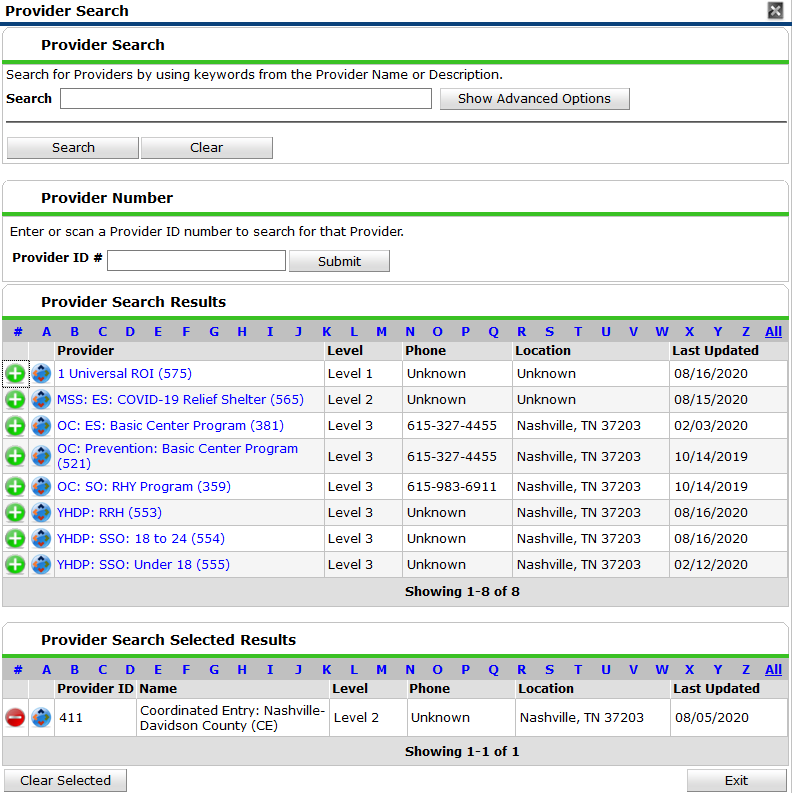 Provider Search
Provider Search
Search for Providers by using keywords from the Provider Name or Description.
Search Show Advanced Options
Search Clear
Provider Number
Enter or scan a Provider ID number to search for that Provider.
Provider ID # Submit
Provider Search Results
# A B C D E F G H I J K L M N O P Q R S T U V W X Y Z All
Provider Level Phone Location Last Updated
1 Universal ROI (575) Level 1 Unknown Unknown 08/16/2020
MSS: ES: COVID-19 Relief Shelter (565) Level 2 Unknown Unknown 08/15/2020
OC: ES: Basic Center Program (381) Level 3 615-327-4455 Nashville, TN 37203 02/03/2020
OC: Prevention: Basic Center Program
(521) Level 3 615-327-4455 Nashville, TN 37203 10/14/2019
OC: SO: RHY Program (359) Level 3 615-983-6911 Nashville, TN 37203 10/14/2019
YHDP: RRH (553) Level 3 Unknown Nashville, TN 37203 08/16/2020
YHDP: SSO: 18 to 24 (554) Level 3 Unknown Nashville, TN 37203 08/16/2020
YHDP: SSO: Under 18 (555) Level 3 Unknown Nashville, TN 37203 02/12/2020
Showing 1-8 of 8
Provider Search Selected Results
# A B C D E F G H I J K L M N O P Q R S T U V W X Y Z All
Provider ID Name Level Phone Location Last Updated
411 Coordinated Entry: Nashville-
Davidson County (CE) Level 2 Unknown Nashville, TN 37203 08/05/2020
Showing 1-1 of 1
Clear Selected Exit